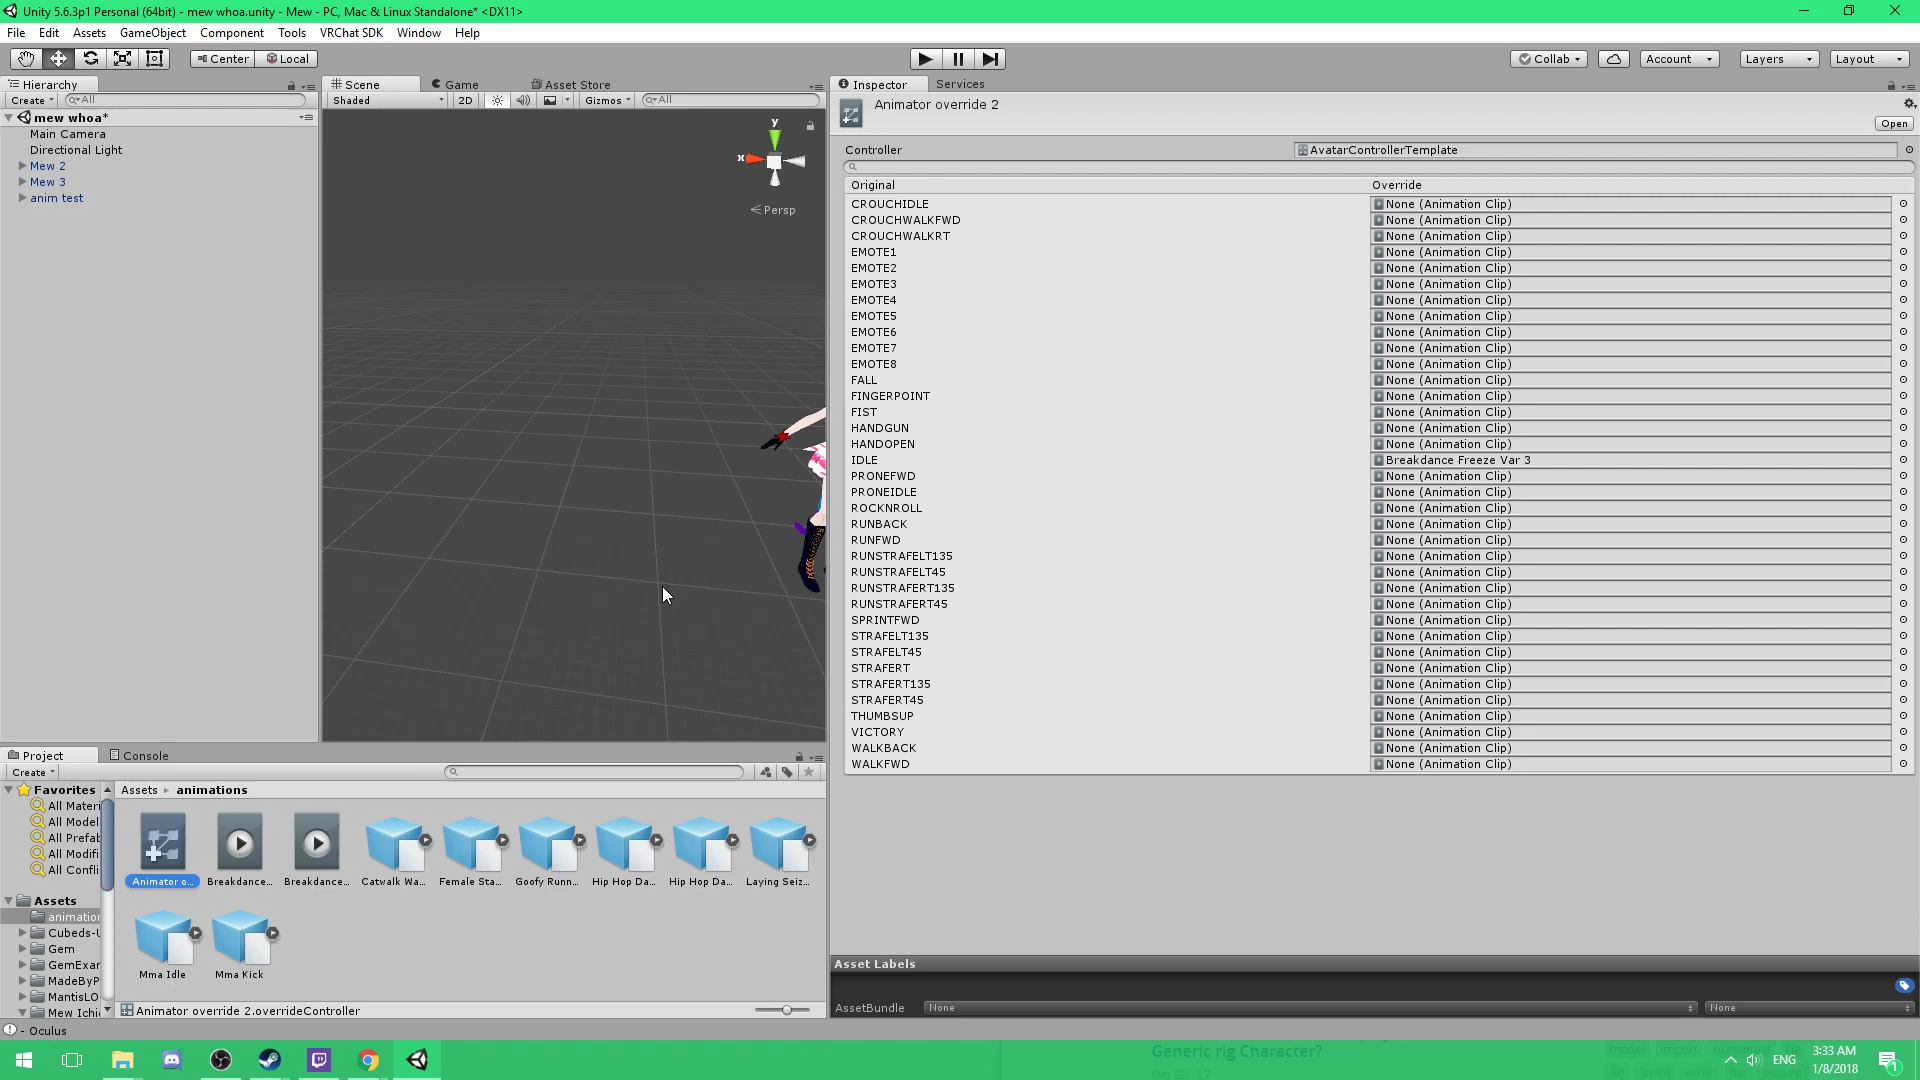 Unity 5.6.3p1 Personal (64bit) - mew whoa.unity - Mew - PC, Mac & Linux Standalone* <DX11>
File Edit Assets GameObject Component Tools VRChat SDK Window Help
Center Local Collab Account Layers Layout
Hierarchy
Create All
mew whoa*
Main Camera
Directional Light
Mew 2
Mew 3
anim test
Scene Game Asset Store
Shaded 2D Gizmos All
y
x
Persp
Inspector Services
Animator override 2
Open
Controller AvatarControllerTemplate
Original Override
CROUCHIDLE None (Animation Clip)
CROUCHWALKFWD None (Animation Clip)
CROUCHWALKRT None (Animation Clip)
EMOTE1 None (Animation Clip)
EMOTE2 None (Animation Clip)
EMOTE3 None (Animation Clip)
EMOTE4 None (Animation Clip)
EMOTE5 None (Animation Clip)
EMOTE6 None (Animation Clip)
EMOTE7 None (Animation Clip)
EMOTE8 None (Animation Clip)
FALL None (Animation Clip)
FINGERPOINT None (Animation Clip)
FIST None (Animation Clip)
HANDGUN None (Animation Clip)
HANDOPEN None (Animation Clip)
IDLE Breakdance Freeze Var 3
PRONEFWD None (Animation Clip)
PRONEIDLE None (Animation Clip)
ROCKNROLL None (Animation Clip)
RUNBACK None (Animation Clip)
RUNFWD None (Animation Clip)
RUNSTRAFELT135 None (Animation Clip)
RUNSTRAFELT45 None (Animation Clip)
RUNSTRAFERT135 None (Animation Clip)
RUNSTRAFERT45 None (Animation Clip)
SPRINTFWD None (Animation Clip)
STRAFELT135 None (Animation Clip)
STRAFELT45 None (Animation Clip)
STRAFERT None (Animation Clip)
STRAFERT135 None (Animation Clip)
STRAFERT45 None (Animation Clip)
THUMBSUP None (Animation Clip)
VICTORY None (Animation Clip)
WALKBACK None (Animation Clip)
WALKFWD None (Animation Clip)
Asset Labels
AssetBundle None None
Project Console
Create
Favorites
All Materi
All Model
All Prefab
All Modifi
All Confli
Assets
animation
Cubeds-U
Gem
GemExar
MadeByP
MantisLO
Mew Ichi
Assets animations
Animator o... Breakdance... Breakdance... Catwalk Wa... Female Sta... Goofy Runn... Hip Hop Da... Hip Hop Da... Laying Seiz...
Mma Idle Mma Kick
Animator override 2.overrideController
- Oculus
Generic rig Character?
ENG
3:33 AM
1/8/2018
1